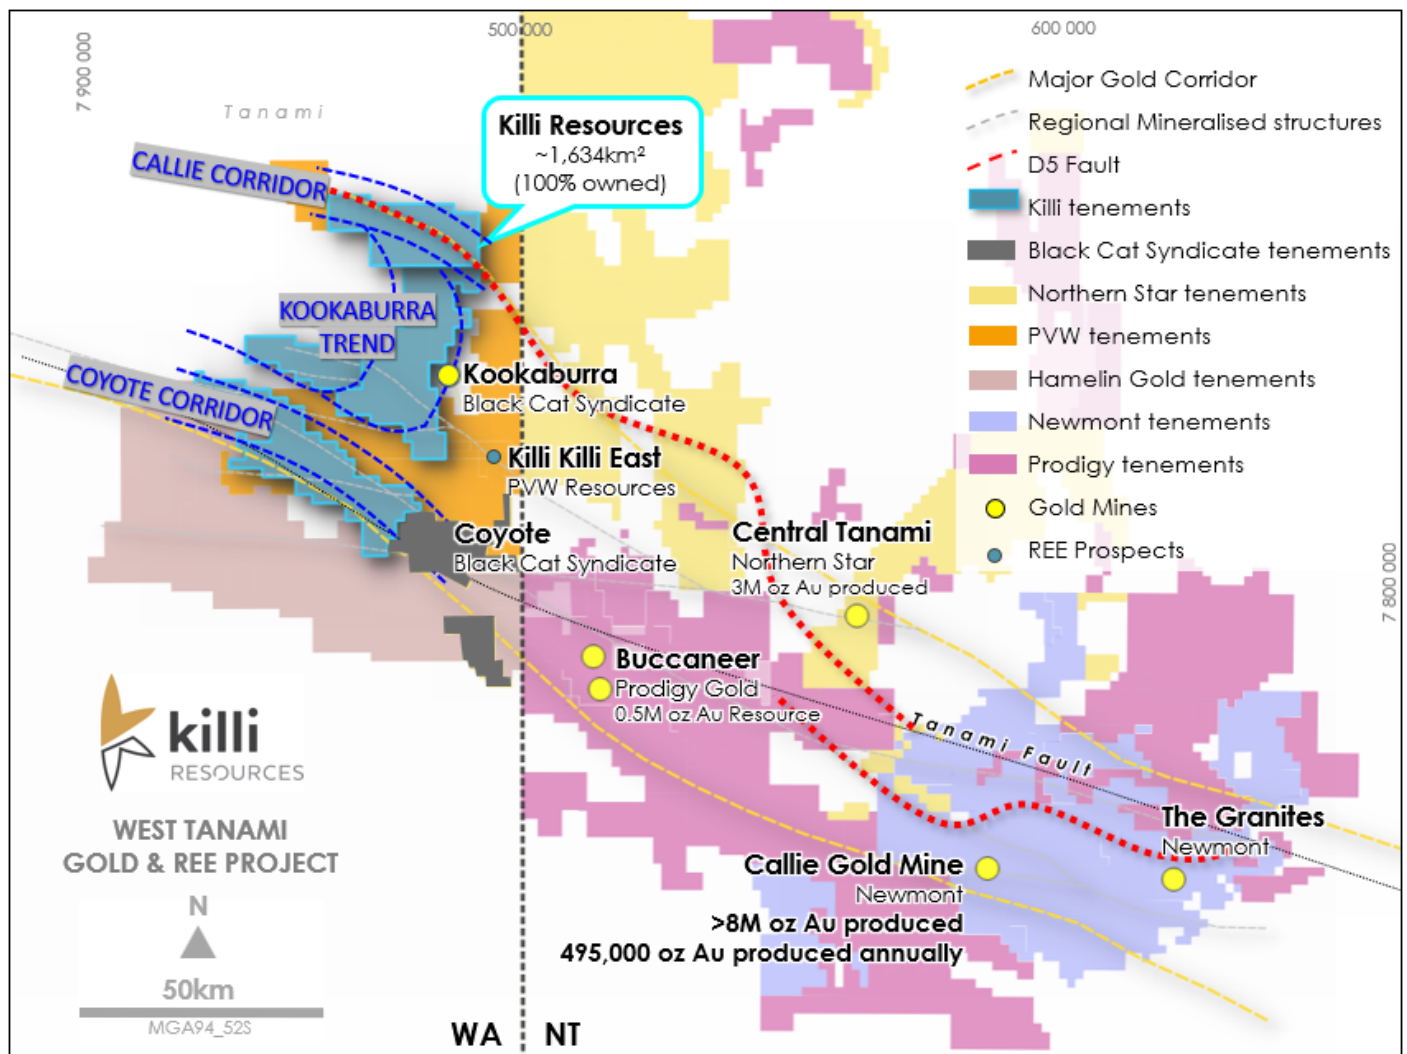 500 000
600 000
7 900 000
Tanami
Killi Resources
~1,634km²
(100% owned)
CALLIE CORRIDOR
KOOKABURRA
TREND
COYOTE CORRIDOR
Kookaburra
Black Cat Syndicate
Killi Killi East
PVW Resources
Coyote
Black Cat Syndicate
Central Tanami
Northern Star
3M oz Au produced
Buccaneer
Prodigy Gold
0.5M oz Au Resource
Tanami Fault
The Granites
Newmont
Callie Gold Mine
Newmont
>8M oz Au produced
495,000 oz Au produced annually
Major Gold Corridor
Regional Mineralised structures
D5 Fault
Killi tenements
Black Cat Syndicate tenements
Northern Star tenements
PVW tenements
Hamelin Gold tenements
Newmont tenements
Prodigy tenements
Gold Mines
REE Prospects
7 800 000
killi
RESOURCES
WEST TANAMI
GOLD & REE PROJECT
N
50km
MGA94_52S
WA NT